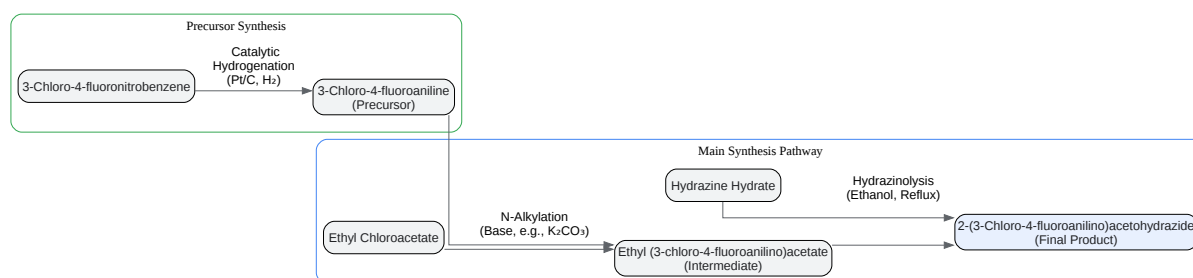 Precursor Synthesis
3-Chloro-4-fluoronitrobenzene
Catalytic
Hydrogenation
(Pt/C, H₂)
3-Chloro-4-fluoroaniline
(Precursor)
Main Synthesis Pathway
Hydrazine Hydrate
Hydrazinolysis
(Ethanol, Reflux)
Ethyl Chloroacetate
N-Alkylation
(Base, e.g., K₂CO₃)
Ethyl (3-chloro-4-fluoroanilino)acetate
(Intermediate)
2-(3-Chloro-4-fluoroanilino)acetohydrazide
(Final Product)